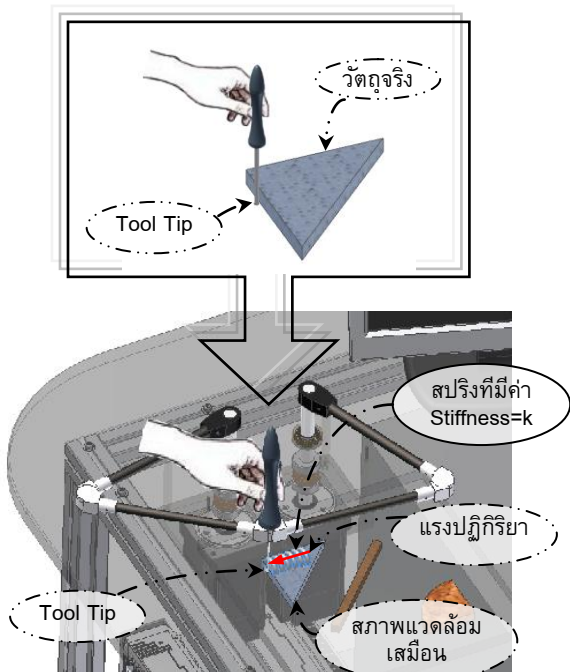 วัตถุจริง
Tool Tip
สปริงที่มีค่า
Stiffness=k
แรงปฏิกิริยา
Tool Tip
สภาพแวดล้อม
เสมือน